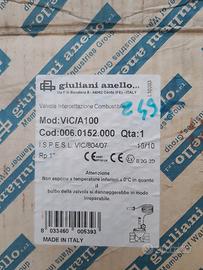 giuliani anello...
Valvola Intercettazione Combustibile
Mod:VIC/A100
Cod:006.0152.000 Qta:1
I.S.P.E.S.L. VIC/804/07 10/10
Rp 1"
Attenzione
Non esporre a temperature inferiori a 0°C in quanto il
bulbo della valvola si danneggerebbe in modo
irreparabile.
8 033460 005393
MADE IN ITALY